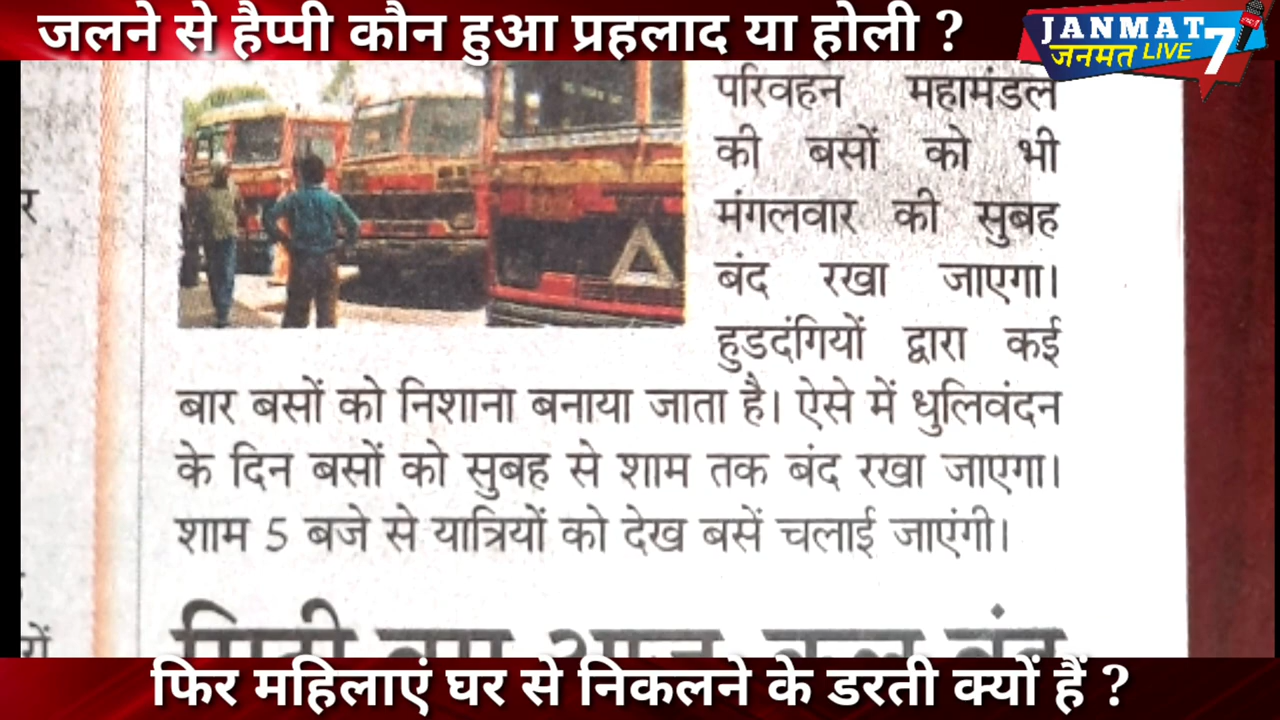 जलने से हैप्पी कौन हुआ प्रहलाद या होली ?
JANMAT
जनमत LIVE 7
परिवहन महामंडल
की बसों को भी
मंगलवार की सुबह
बंद रखा जाएगा।
हुडदंगियों द्वारा कई
बार बसों को निशाना बनाया जाता है। ऐसे में धुलिवंदन
के दिन बसों को सुबह से शाम तक बंद रखा जाएगा।
शाम 5 बजे से यात्रियों को देख बसें चलाई जाएंगी।
फिर महिलाएं घर से निकलने के डरती क्यों हैं ?